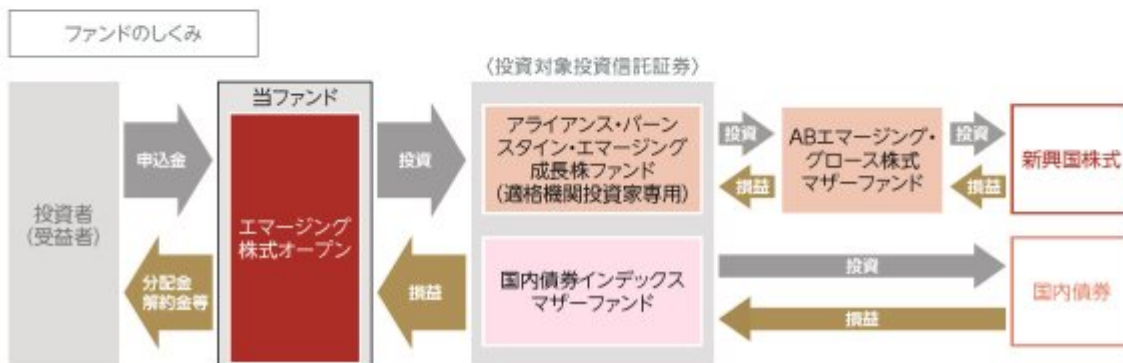 ファンドのしくみ
〈投資対象投資信託証券〉
投資者
(受益者)
申込金
分配金
解約金等
当ファンド
エマージング
株式オープン
投資
損益
アライアンス・バーン
スタイン・エマージング
成長株ファンド
(適格機関投資家専用)
国内債券インデックス
マザーファンド
投資
損益
ABエマージング・
グロース株式
マザーファンド
投資
損益
新興国株式
投資
損益
国内債券